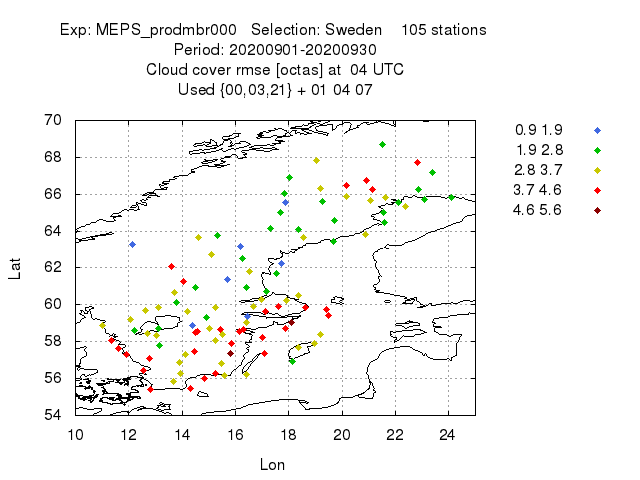 Exp: MEPS_prodmbr000 Selection: Sweden 105 stations
Period: 20200901-20200930
Cloud cover rmse [octas] at 04 UTC
Used {00,03,21} + 01 04 07
70
68
66
64
62
60
58
56
54
Lat
10 12 14 16 18 20 22 24
Lon
0.9 1.9
1.9 2.8
2.8 3.7
3.7 4.6
4.6 5.6